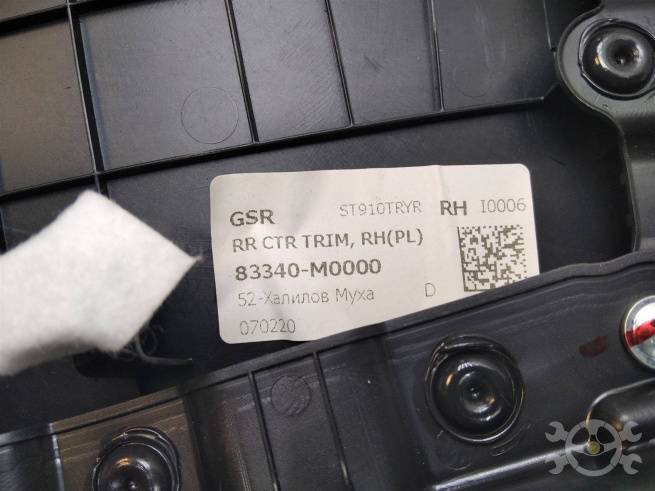 GSR ST910TRYR RH I0006
RR CTR TRIM, RH(PL)
83340-M0000
52-Халилов Муха D
070220